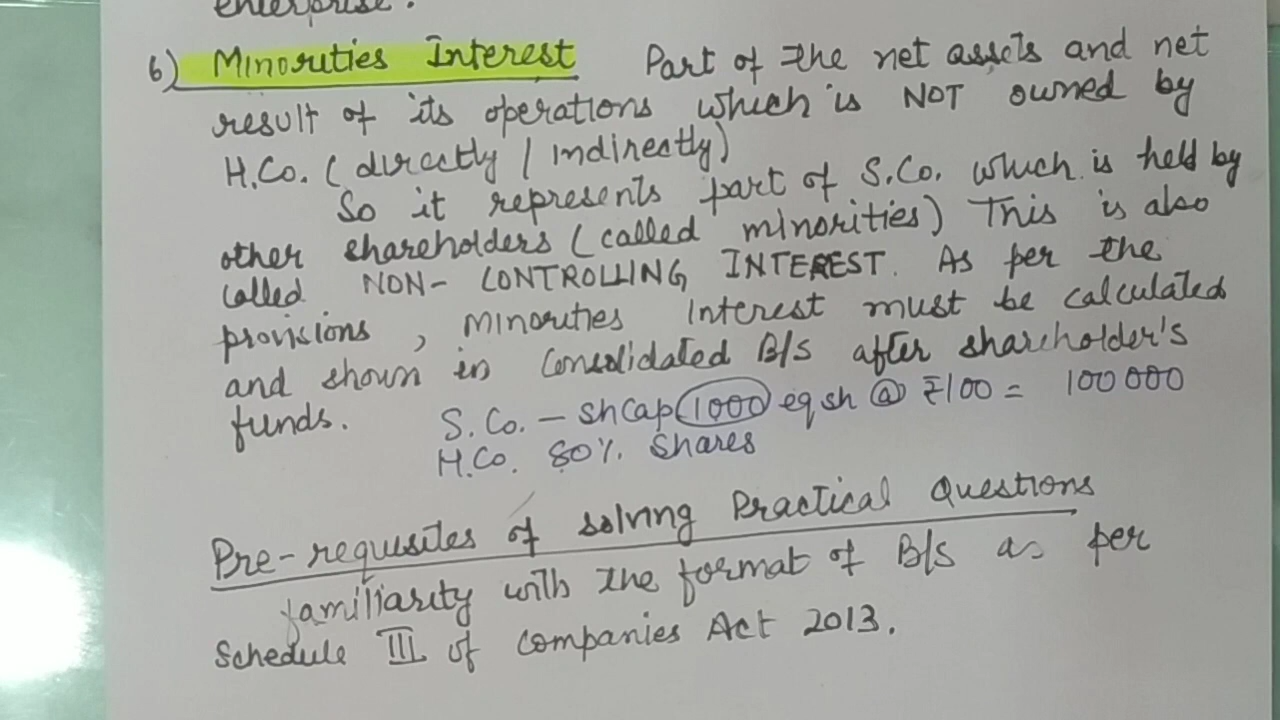 enterprise.
6) Minorities Interest Part of the net assets and net
result of its operations which is NOT owned by
H.Co. (directly / indirectly)
So it represents part of S.Co. which is held by
other shareholders (called minorities) This is also
called NON-CONTROLLING INTEREST. As per the
provisions, Minorities Interest must be calculated
and shown in Consolidated B/S after shareholder's
funds.
S.Co. - ShCap 1000 eq sh @ ₹100 = 100000
H.Co. 80% Shares
Pre-requisites of solving Practical Questions
familiarity with the format of B/S as per
Schedule III of Companies Act 2013.